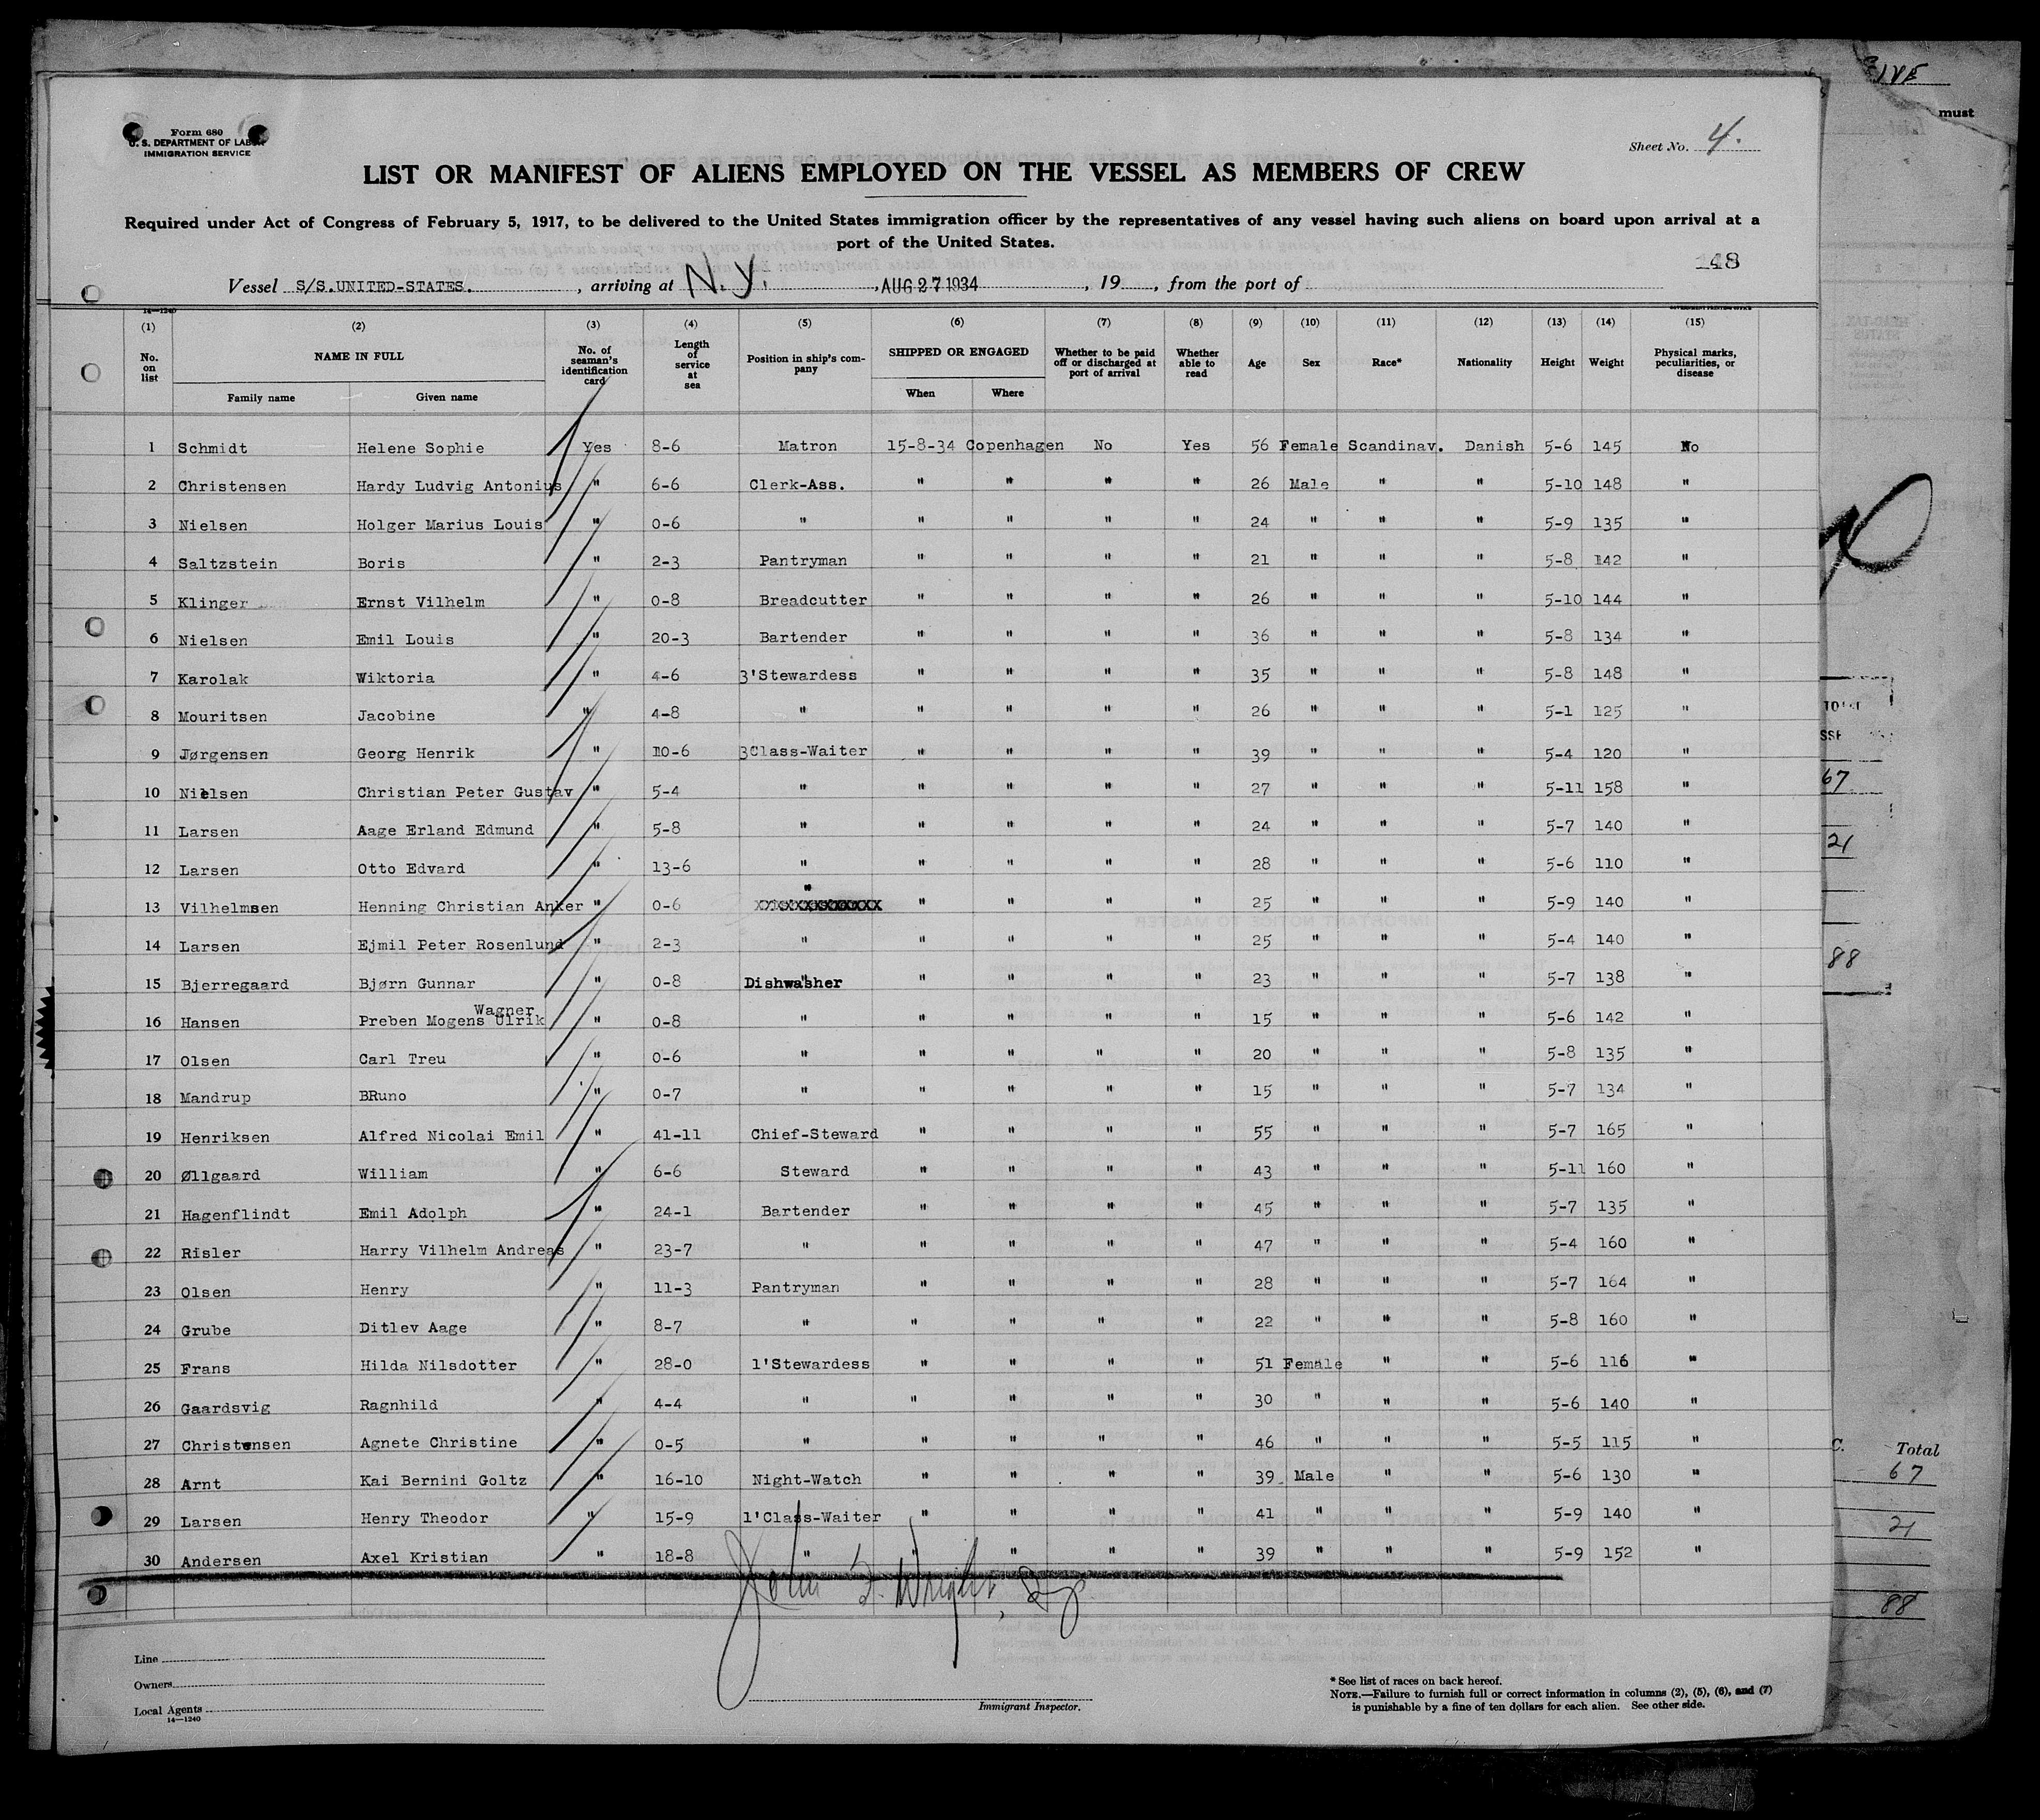 Form 680
U. S. DEPARTMENT OF LABOR
IMMIGRATION SERVICE
Sheet No. 4.
LIST OR MANIFEST OF ALIENS EMPLOYED ON THE VESSEL AS MEMBERS OF CREW
Required under Act of Congress of February 5, 1917, to be delivered to the United States immigration officer by the representatives of any vessel having such aliens on board upon arrival at a
port of the United States.
148
Vessel S/S.UNITED-STATES. , arriving at N.Y. , AUG 27 1934 , 19 , from the port of
14—1240
(1) (2) (3) (4) (5) (6) (7) (8) (9) (10) (11) (12) (13) (14) (15)
No. on list NAME IN FULL No. of seaman's identification card Length of service at sea Position in ship's company SHIPPED OR ENGAGED Whether to be paid off or discharged at port of arrival Whether able to read Age Sex Race* Nationality Height Weight Physical marks, peculiarities, or disease
Family name Given name When Where
1 Schmidt Helene Sophie Yes 8-6 Matron 15-8-34 Copenhagen No Yes 56 Female Scandinav. Danish 5-6 145 No
2 Christensen Hardy Ludvig Antonius " 6-6 Clerk-Ass. " " " " 26 Male " " 5-10 148 "
3 Nielsen Holger Marius Louis " 0-6 " " " " " 24 " " " 5-9 135 "
4 Saltzstein Boris " 2-3 Pantryman " " " " 21 " " " 5-8 142 "
5 Klinger Ernst Vilhelm " 0-8 Breadcutter " " " " 26 " " " 5-10 144 "
6 Nielsen Emil Louis " 20-3 Bartender " " " " 36 " " " 5-8 134 "
7 Karolak Wiktoria " 4-6 3'Stewardess " " " " 35 " " " 5-8 148 "
8 Mouritsen Jacobine " 4-8 " " " " " 26 " " " 5-1 125 "
9 Jørgensen Georg Henrik " 10-6 3Class-Waiter " " " " 39 " " " 5-4 120 "
10 Nielsen Christian Peter Gustav " 5-4 " " " " " 27 " " " 5-11 158 "
11 Larsen Aage Erland Edmund " 5-8 " " " " " 24 " " " 5-7 140 "
12 Larsen Otto Edvard " 13-6 " " " " " 28 " " " 5-6 110 "
13 Vilhelmsen Henning Christian Anker " 0-6 " " " " " 25 " " " 5-9 140 "
14 Larsen Ejmil Peter Rosenlund " 2-3 " " " " " 25 " " " 5-4 140 "
15 Bjerregaard Bjørn Gunnar " 0-8 Dishwasher " " " " 23 " " " 5-7 138 "
16 Hansen Preben Mogens Ulrik Wagner " 0-8 " " " " " 15 " " " 5-6 142 "
17 Olsen Carl Treu " 0-6 " " " " " 20 " " " 5-8 135 "
18 Mandrup BRuno " 0-7 " " " " " 15 " " " 5-7 134 "
19 Henriksen Alfred Nicolai Emil " 41-11 Chief-Steward " " " " 55 " " " 5-7 165 "
20 Øllgaard William " 6-6 Steward " " " " 43 " " " 5-11 160 "
21 Hagenflindt Emil Adolph " 24-1 Bartender " " " " 45 " " " 5-7 135 "
22 Risler Harry Vilhelm Andreas " 23-7 " " " " " 47 " " " 5-4 160 "
23 Olsen Henry " 11-3 Pantryman " " " " 28 " " " 5-7 164 "
24 Grube Ditlev Aage " 8-7 " " " " " 22 " " " 5-8 160 "
25 Frans Hilda Nilsdotter " 28-0 1'Stewardess " " " " 51 Female " " 5-6 116 "
26 Gaardsvig Ragnhild " 4-4 " " " " " 30 " " " 5-6 140 "
27 Christensen Agnete Christine " 0-5 " " " " " 46 " " " 5-5 115 "
28 Arnt Kai Bernini Goltz " 16-10 Night-Watch " " " " 39 Male " " 5-6 130 "
29 Larsen Henry Theodor " 15-9 1'Class-Waiter " " " " 41 " " " 5-9 140 "
30 Andersen Axel Kristian " 18-8 " " " " " 39 " " " 5-9 152 "
John F. Wright,
Line
Owners
Local Agents
14—1240
Immigrant Inspector.
* See list of races on back hereof.
NOTE.—Failure to furnish full or correct information in columns (2), (5), (6), and (7)
is punishable by a fine of ten dollars for each alien. See other side.
must
67
21
88
C. Total
67
21
88